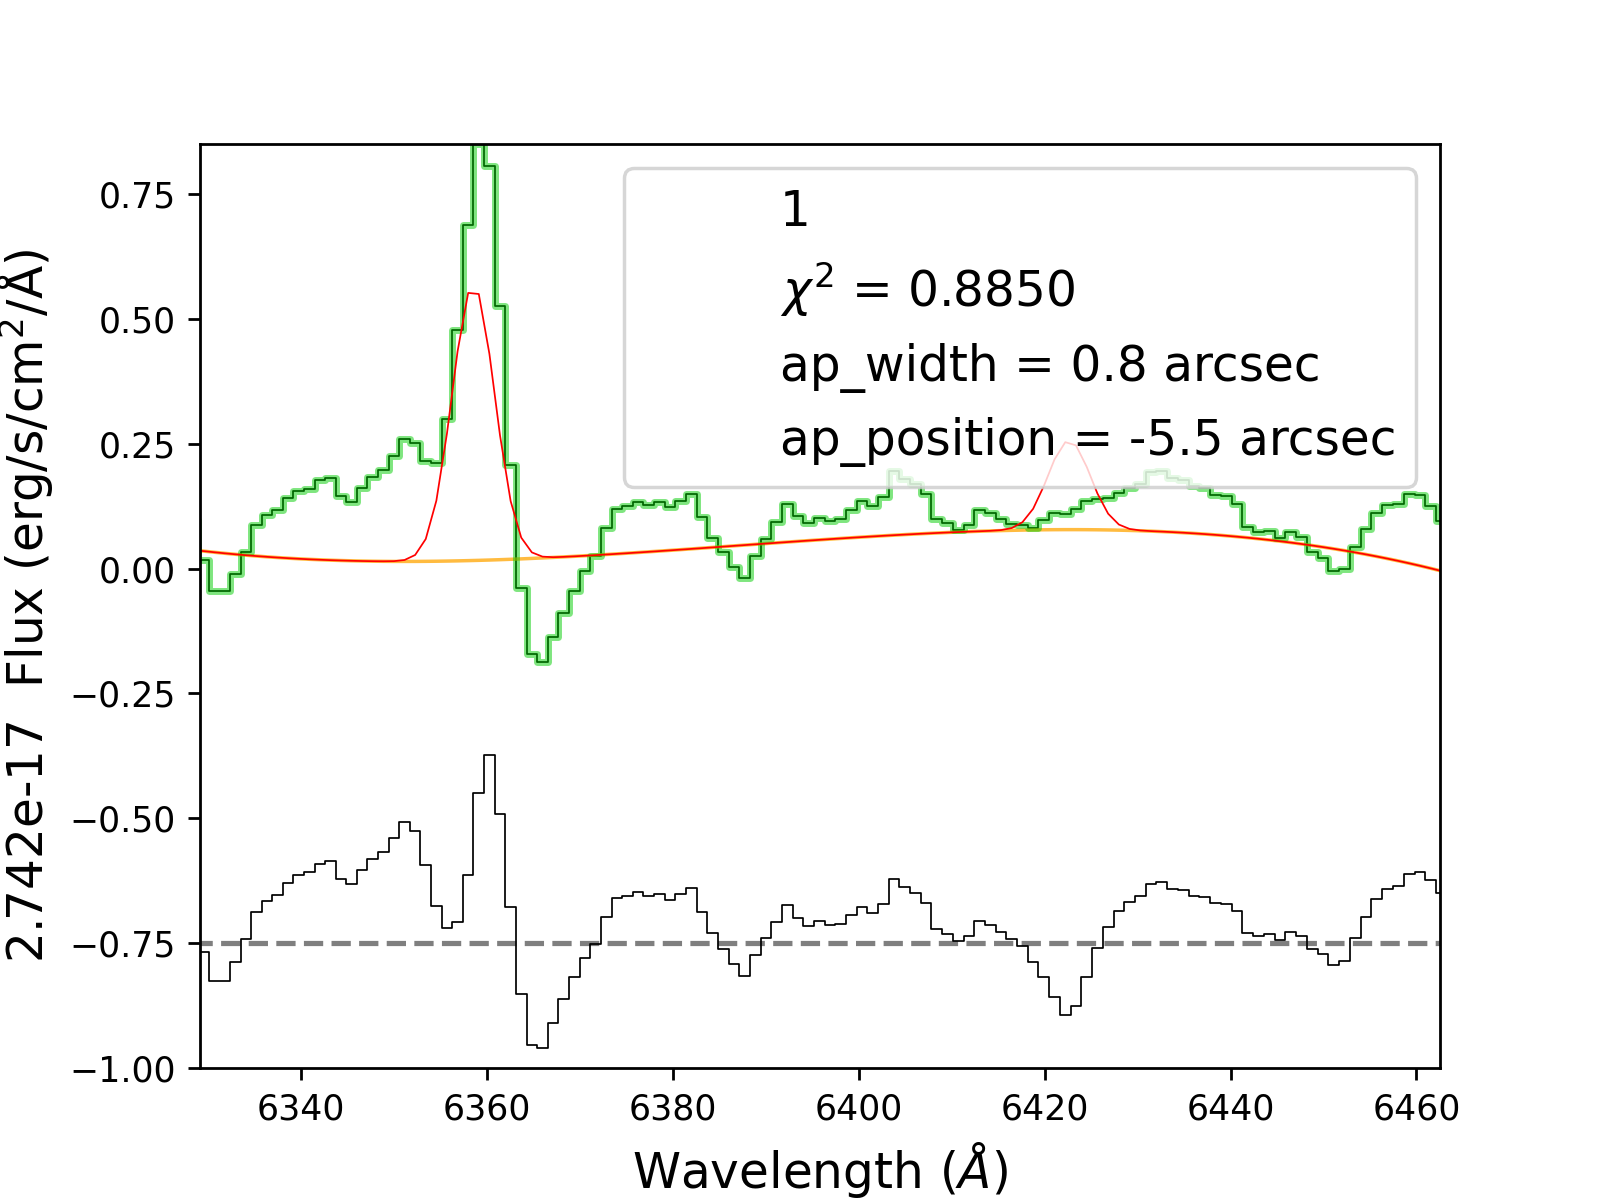 1
χ² = 0.8850
ap_width = 0.8 arcsec
ap_position = -5.5 arcsec
2.742e-17 Flux (erg/s/cm²/Å)
0.75
0.50
0.25
0.00
−0.25
−0.50
−0.75
−1.00
6340 6360 6380 6400 6420 6440 6460
Wavelength (Å)